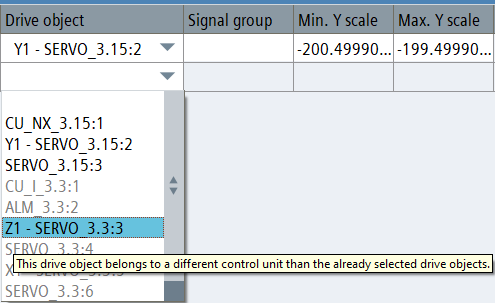 Drive object Signal group Min. Y scale Max. Y scale
Y1 - SERVO_3.15:2 -200.49990... -199.49990...
CU_NX_3.15:1
Y1 - SERVO_3.15:2
SERVO_3.15:3
CU_I_3.3:1
ALM_3.3:2
Z1 - SERVO_3.3:3
SERVO_3.3:4
This drive object belongs to a different control unit than the already selected drive objects.
SERVO_3.3:6